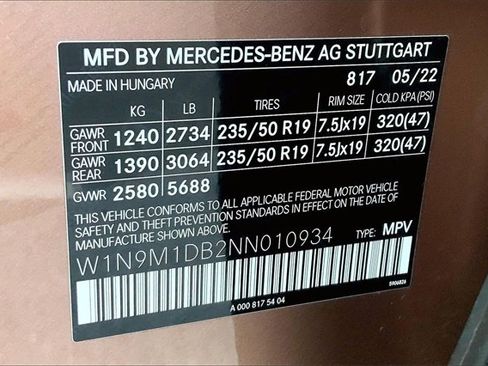 MFD BY MERCEDES-BENZ AG STUTTGART
MADE IN HUNGARY 817 05/22
KG LB TIRES RIM SIZE COLD KPA(PSI)
GAWR FRONT 1240 2734 235/50 R19 7.5Jx19 320(47)
GAWR REAR 1390 3064 235/50 R19 7.5Jx19 320(47)
GVWR 2580 5688
THIS VEHICLE CONFORMS TO ALL APPLICABLE FEDERAL MOTOR VEHICLE
SAFETY AND THEFT PREVENTION STANDARDS IN EFFECT ON THE DATE OF
MANUFACTURE SHOWN ABOVE. TYPE: MPV
W1N9M1DB2NN010934
A 000 817 54 04 5906826